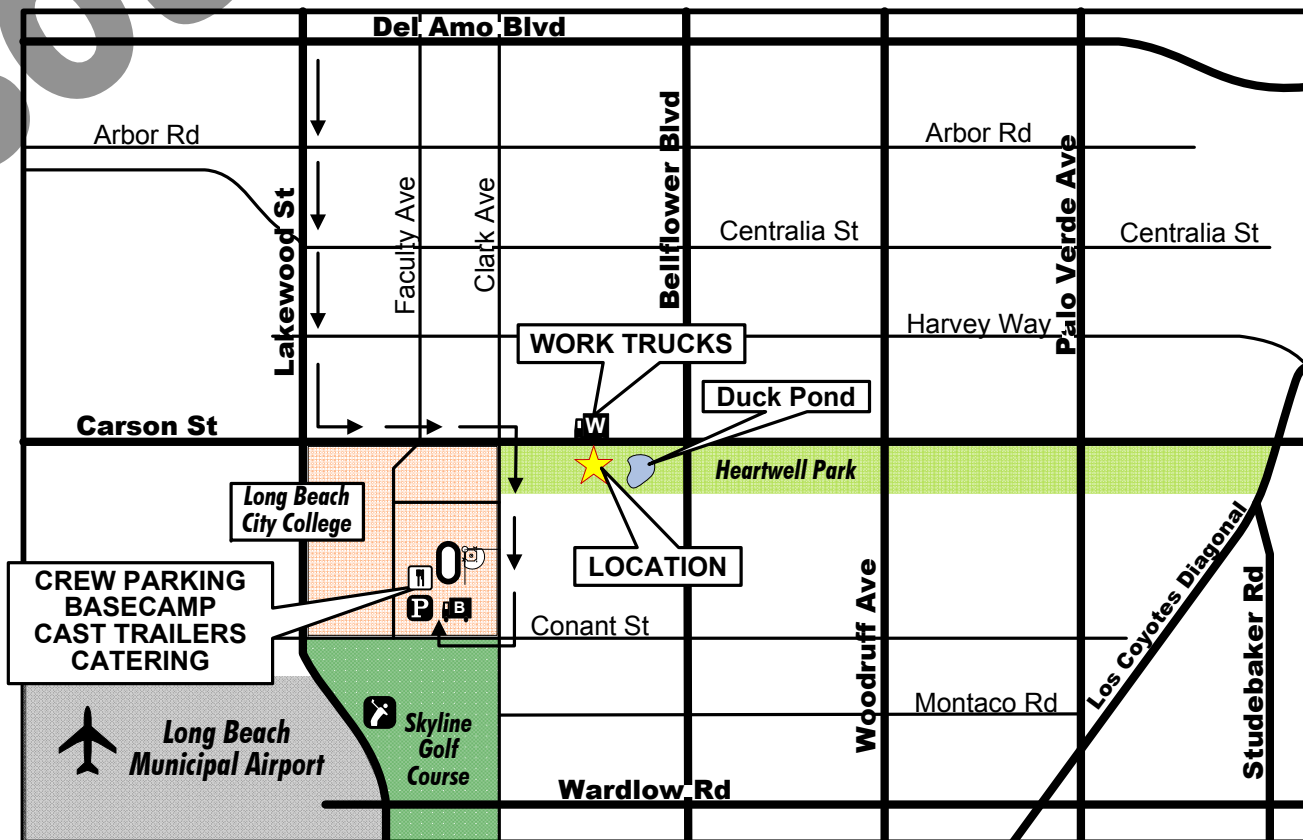 Del Amo Blvd
Arbor Rd
Arbor Rd
Lakewood St
Faculty Ave
Clark Ave
Bellflower Blvd
Palo Verde Ave
Centralia St
Centralia St
Harvey Way
WORK TRUCKS
Duck Pond
W
Carson St
Heartwell Park
Long Beach
City College
LOCATION
CREW PARKING
BASECAMP
CAST TRAILERS
CATERING
P
B
Conant St
Woodruff Ave
Los Coyotes Diagonal
Studebaker Rd
Montaco Rd
Skyline
Golf
Course
Long Beach
Municipal Airport
Wardlow Rd